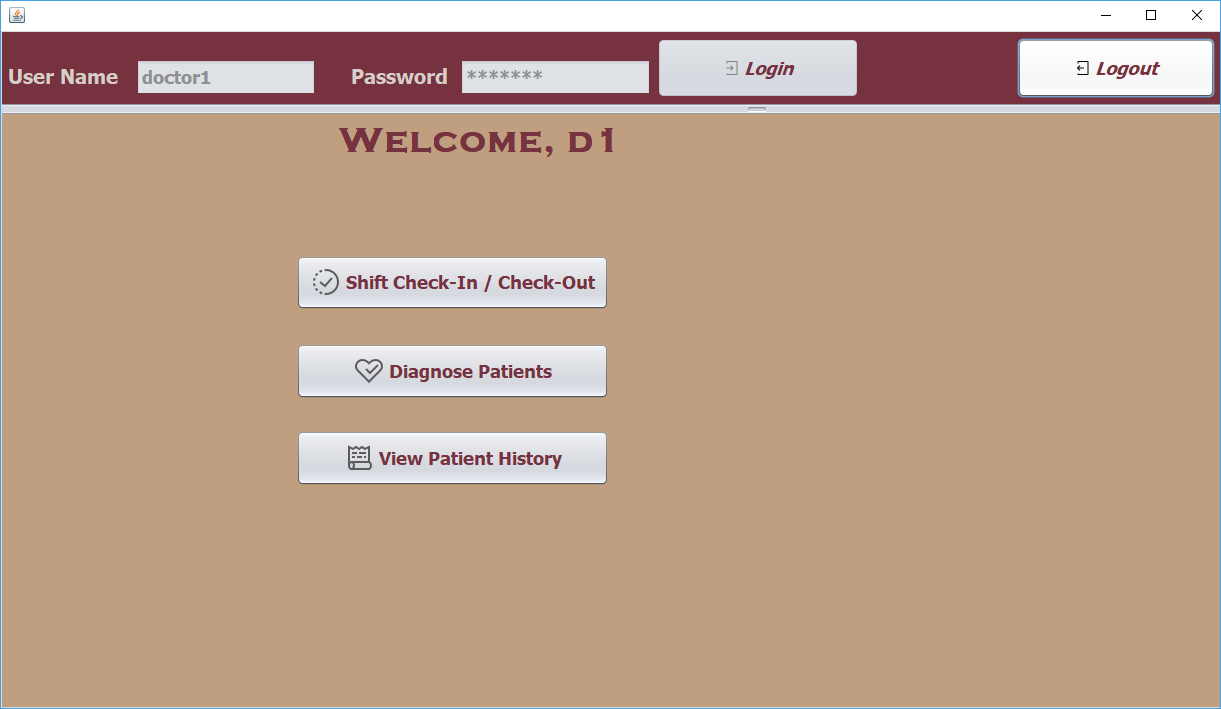 User Name doctor1 Password ******* Login Logout
Welcome, d1
Shift Check-In / Check-Out
Diagnose Patients
View Patient History